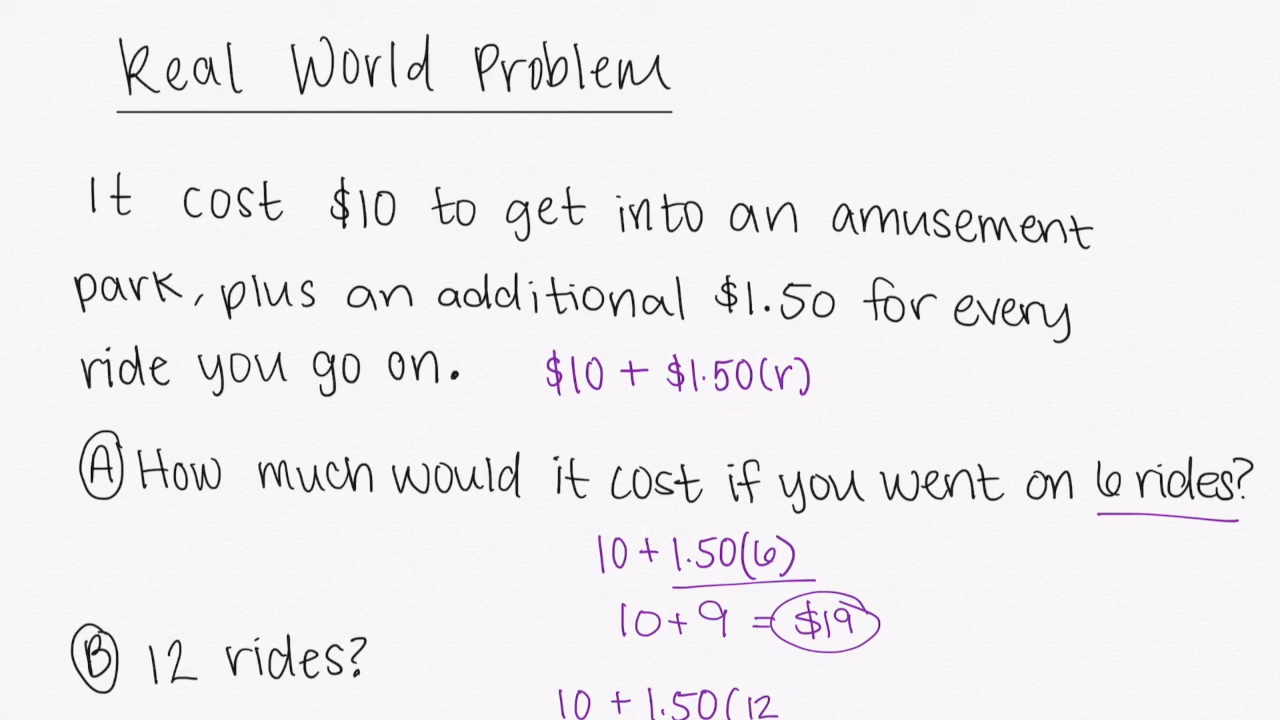 Real World Problem
It cost $10 to get into an amusement
park, plus an additional $1.50 for every
ride you go on. $10 + $1.50(r)
A How much would it cost if you went on 6 rides?
10 + 1.50(6)
10 + 9 = $19
B 12 rides?
10 + 1.50(12